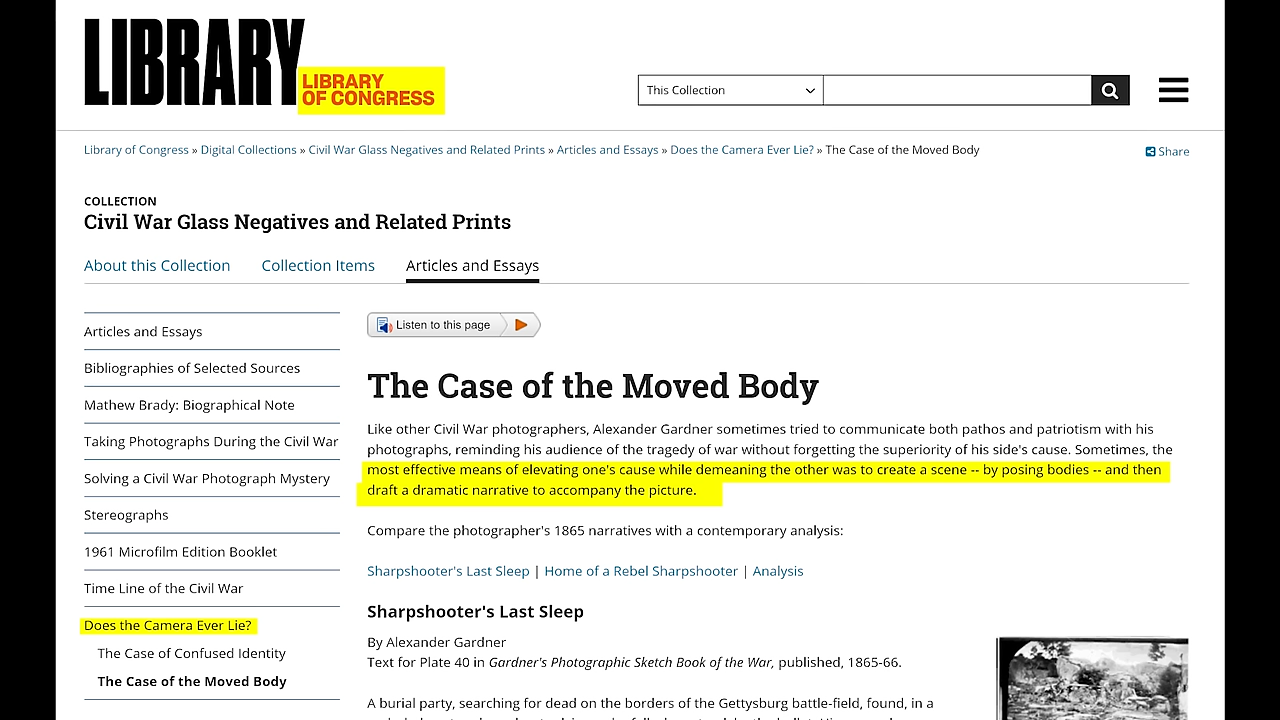 LIBRARY
LIBRARY
OF CONGRESS
This Collection
Library of Congress » Digital Collections » Civil War Glass Negatives and Related Prints » Articles and Essays » Does the Camera Ever Lie? » The Case of the Moved Body
Share
COLLECTION
Civil War Glass Negatives and Related Prints
About this Collection Collection Items Articles and Essays
Articles and Essays
Bibliographies of Selected Sources
Mathew Brady: Biographical Note
Taking Photographs During the Civil War
Solving a Civil War Photograph Mystery
Stereographs
1961 Microfilm Edition Booklet
Time Line of the Civil War
Does the Camera Ever Lie?
The Case of Confused Identity
The Case of the Moved Body
Listen to this page
The Case of the Moved Body
Like other Civil War photographers, Alexander Gardner sometimes tried to communicate both pathos and patriotism with his
photographs, reminding his audience of the tragedy of war without forgetting the superiority of his side's cause. Sometimes, the
most effective means of elevating one's cause while demeaning the other was to create a scene -- by posing bodies -- and then
draft a dramatic narrative to accompany the picture.
Compare the photographer's 1865 narratives with a contemporary analysis:
Sharpshooter's Last Sleep | Home of a Rebel Sharpshooter | Analysis
Sharpshooter's Last Sleep
By Alexander Gardner
Text for Plate 40 in Gardner's Photographic Sketch Book of the War, published, 1865-66.
A burial party, searching for dead on the borders of the Gettysburg battle-field, found, in a